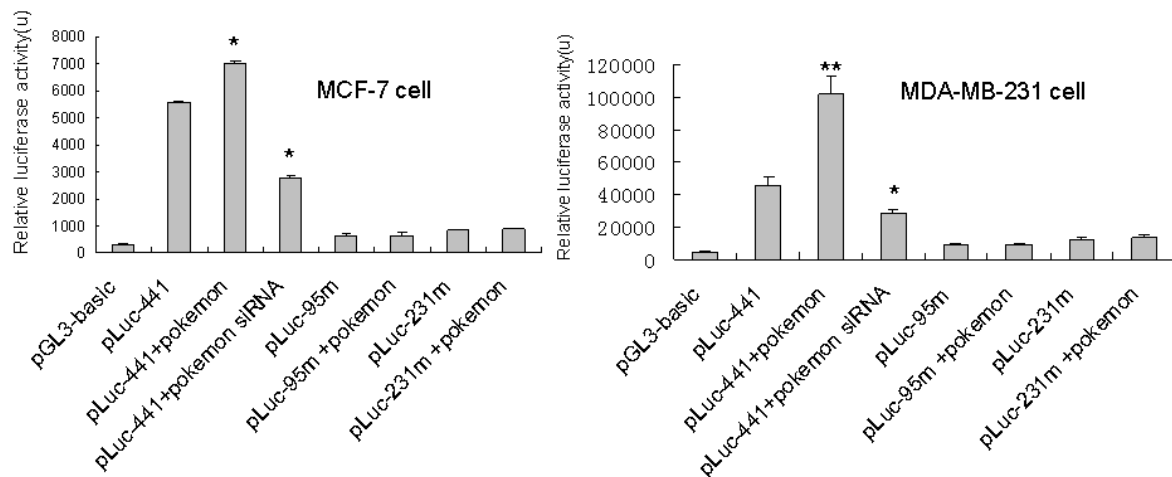 Relative luciferase activity(u)
8000
7000
6000
5000
4000
3000
2000
1000
0
MCF-7 cell
*
*
pGL3-basic
pLuc-441
pLuc-441+pokemon
pLuc-441+pokemon siRNA
pLuc-95m
pLuc-95m +pokemon
pLuc-231m
pLuc-231m +pokemon
Relative luciferase activity(u)
120000
100000
80000
60000
40000
20000
0
MDA-MB-231 cell
**
*
pGL3-basic
pLuc-441
pLuc-441+pokemon
pLuc-441+pokemon siRNA
pLuc-95m
pLuc-95m +pokemon
pLuc-231m
pLuc-231m +pokemon